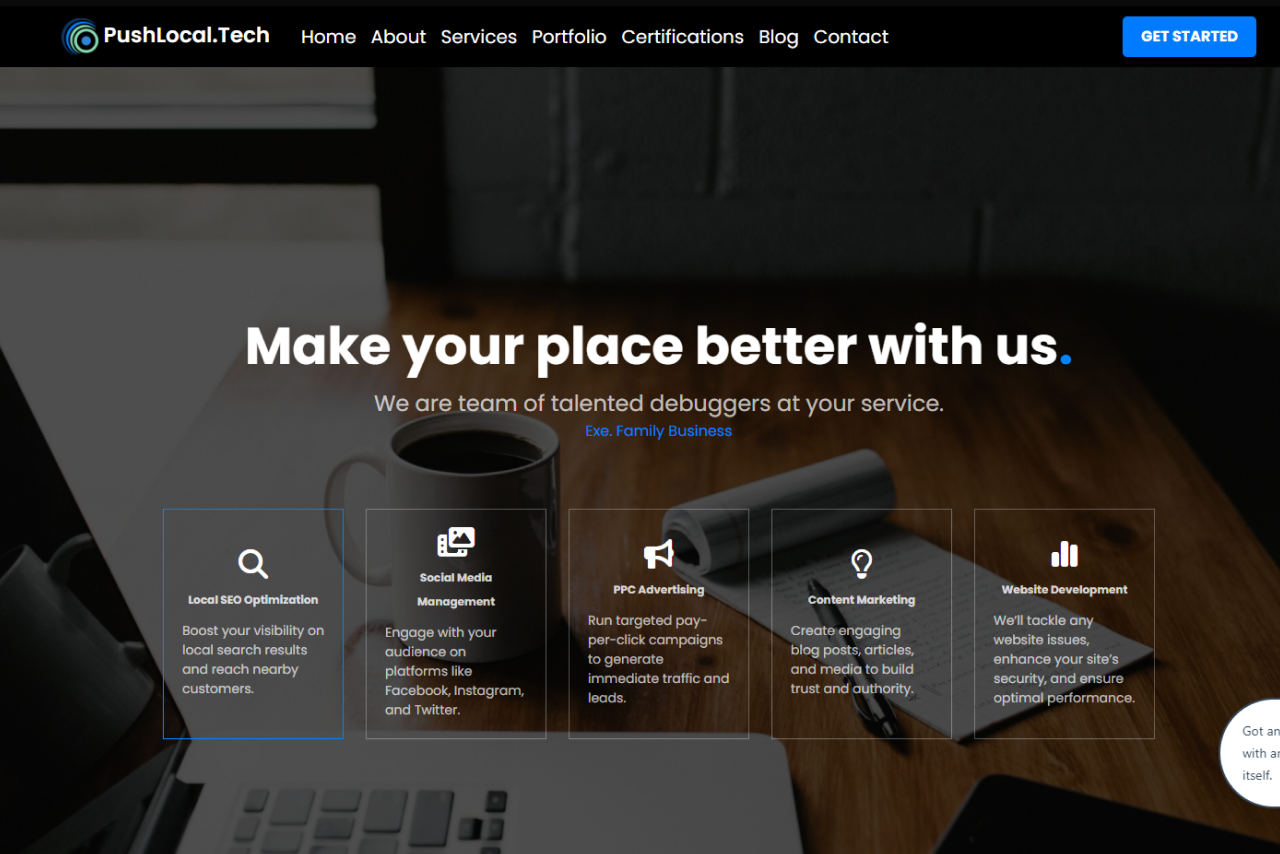 PushLocal.Tech
Home About Services Portfolio Certifications Blog Contact
GET STARTED
Make your place better with us.
We are team of talented debuggers at your service.
Exe. Family Business
Local SEO Optimization
Boost your visibility on
local search results
and reach nearby
customers.
Social Media
Management
Engage with your
audience on
platforms like
Facebook, Instagram,
and Twitter.
PPC Advertising
Run targeted pay-
per-click campaigns
to generate
immediate traffic and
leads.
Content Marketing
Create engaging
blog posts, articles,
and media to build
trust and authority.
Website Development
We'll tackle any
website issues,
enhance your site's
security, and ensure
optimal performance.
Got
with
itself.